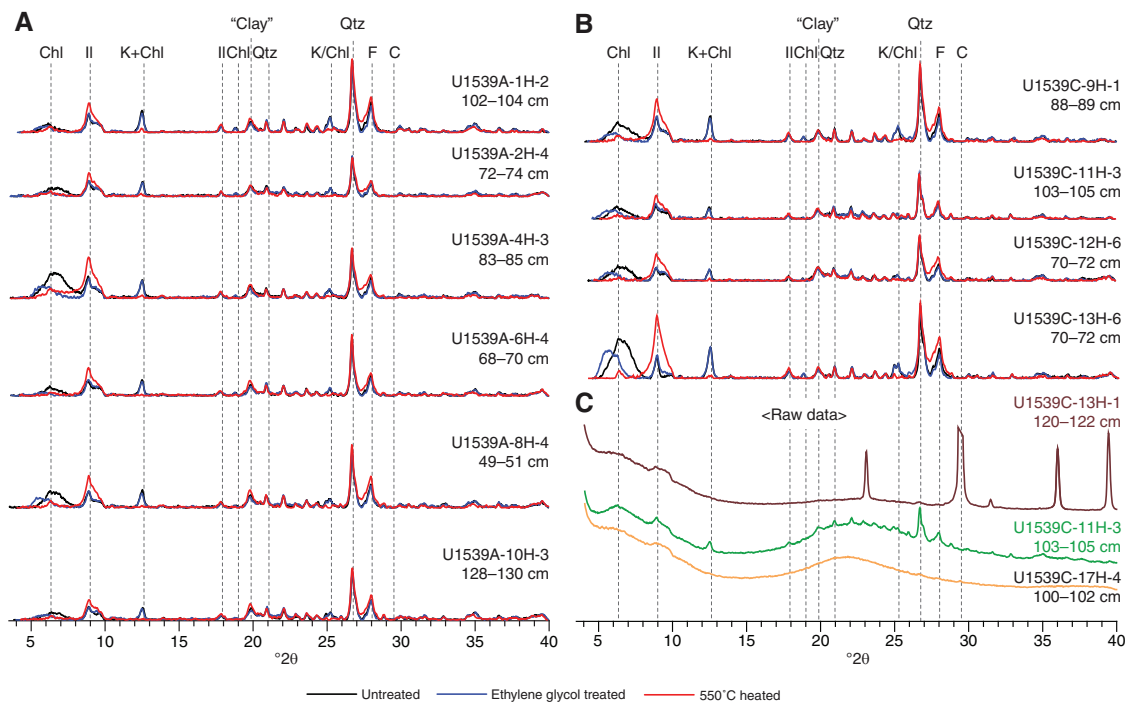 A
"Clay"
Qtz
Chl
Il
K+Chl
Il
Chl
Qtz
K/Chl
F
C
U1539A-1H-2
102–104 cm
U1539A-2H-4
72–74 cm
U1539A-4H-3
83–85 cm
U1539A-6H-4
68–70 cm
U1539A-8H-4
49–51 cm
U1539A-10H-3
128–130 cm
5 10 15 20 25 30 35 40
°2θ
B
"Clay"
Qtz
Chl
Il
K+Chl
Il
Chl
Qtz
K/Chl
F
C
U1539C-9H-1
88–89 cm
U1539C-11H-3
103–105 cm
U1539C-12H-6
70–72 cm
U1539C-13H-6
70–72 cm
C
<Raw data>
U1539C-13H-1
120–122 cm
U1539C-11H-3
103–105 cm
U1539C-17H-4
100–102 cm
5 10 15 20 25 30 35 40
°2θ
Untreated
Ethylene glycol treated
550˚C heated